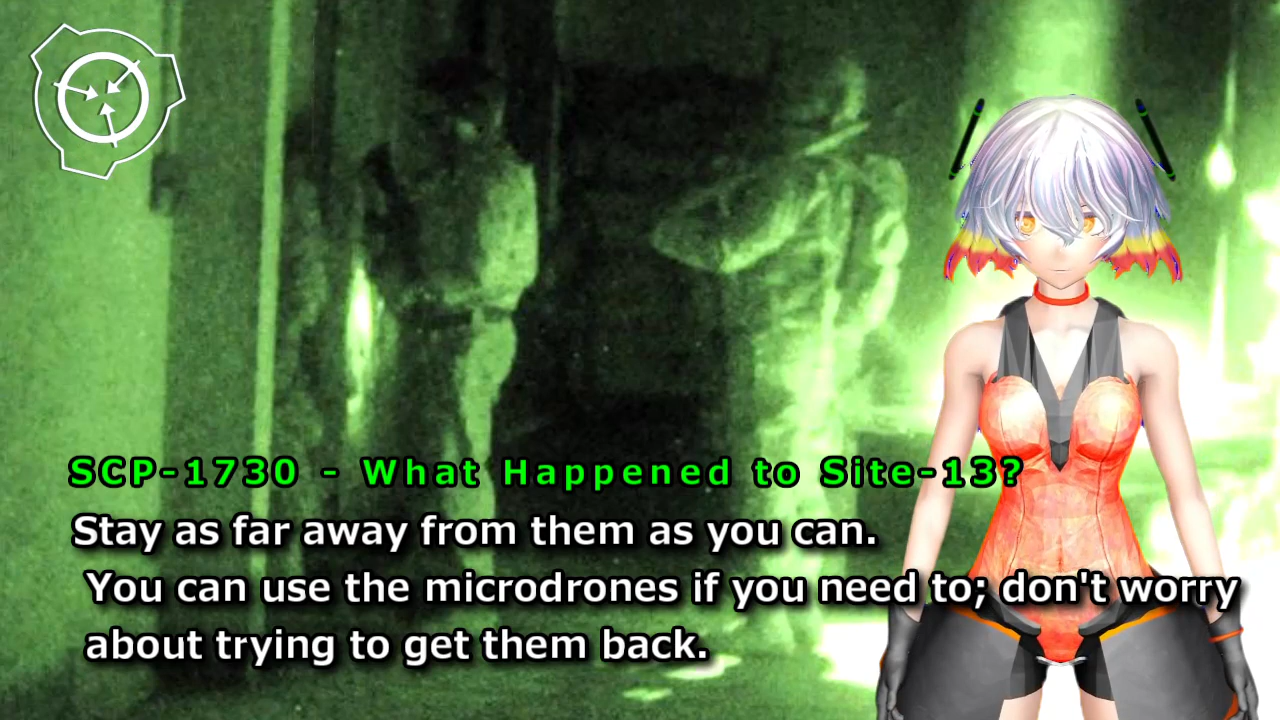 SCP-1730 - What Happened to Site-13?
Stay as far away from them as you can.
You can use the microdrones if you need to; don't worry
about trying to get them back.